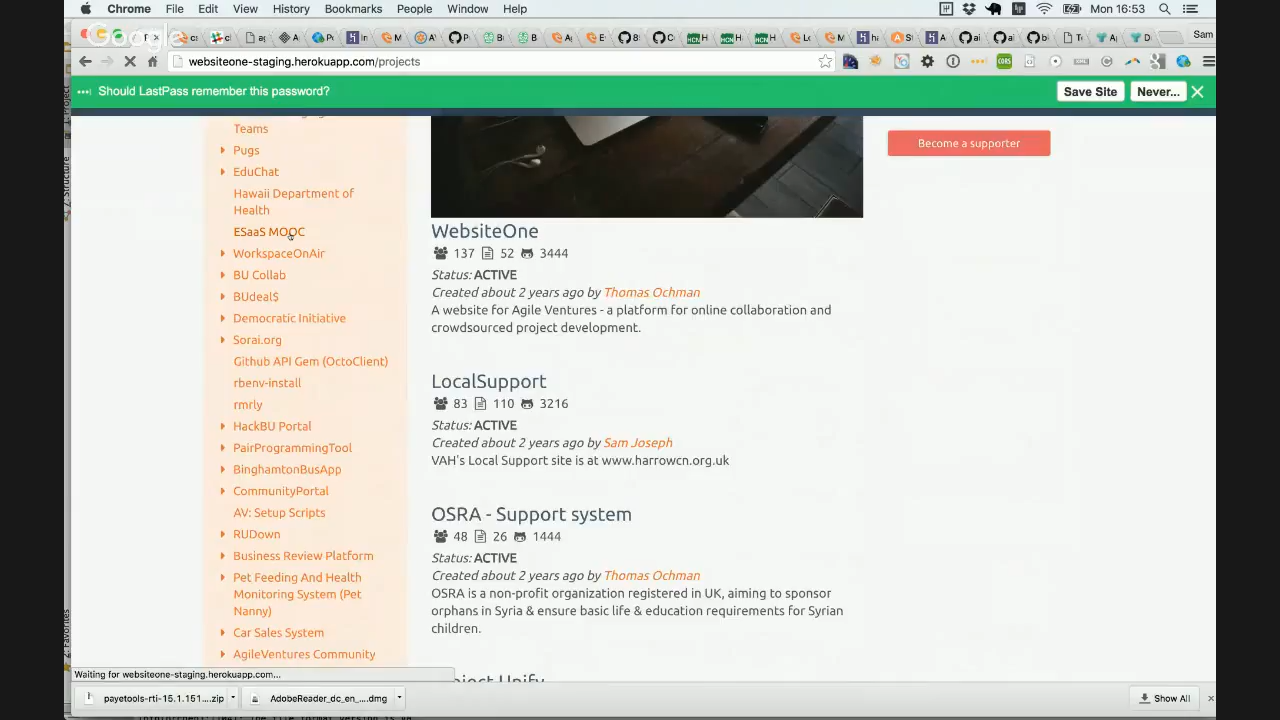 Chrome File Edit View History Bookmarks People Window Help
Mon 16:53
Google
Sam
websiteone-staging.herokuapp.com/projects
Should LastPass remember this password?
Save Site
Never...
Teams
Pugs
EduChat
Hawaii Department of
Health
ESaaS MOOC
WorkspaceOnAir
BU Collab
BUdeal$
Democratic Initiative
Sorai.org
Github API Gem (OctoClient)
rbenv-install
rmrly
HackBU Portal
PairProgrammingTool
BinghamtonBusApp
CommunityPortal
AV: Setup Scripts
RUDown
Business Review Platform
Pet Feeding And Health
Monitoring System (Pet
Nanny)
Car Sales System
AgileVentures Community
WebsiteOne
137 52 3444
Status: ACTIVE
Created about 2 years ago by Thomas Ochman
A website for Agile Ventures - a platform for online collaboration and
crowdsourced project development.
LocalSupport
83 110 3216
Status: ACTIVE
Created about 2 years ago by Sam Joseph
VAH's Local Support site is at www.harrowcn.org.uk
OSRA - Support system
48 26 1444
Status: ACTIVE
Created about 2 years ago by Thomas Ochman
OSRA is a non-profit organization registered in UK, aiming to sponsor
orphans in Syria & ensure basic life & education requirements for Syrian
children.
Become a supporter
Waiting for websiteone-staging.herokuapp.com...
payetools-rti-15.1.151....zip
AdobeReader_dc_en_....dmg
Show All